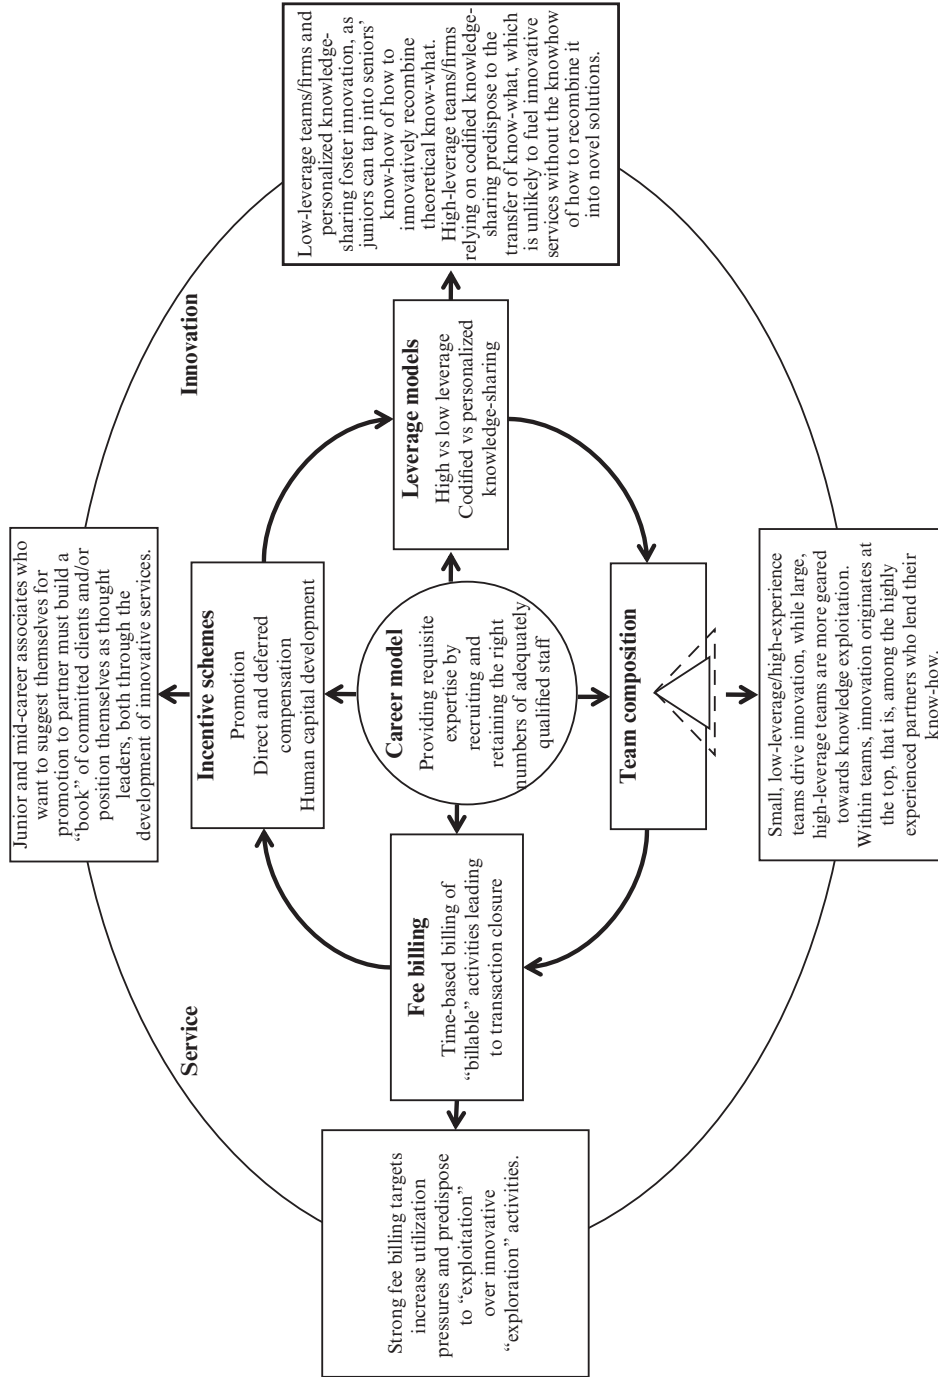 Service
Innovation
Junior and mid-career associates who
want to suggest themselves for
promotion to partner must build a
“book” of committed clients and/or
position themselves as thought
leaders, both through the
development of innovative services.
Incentive schemes
Promotion
Direct and deferred
compensation
Human capital development
Strong fee billing targets
increase utilization
pressures and predispose
to “exploitation”
over innovative
“exploration” activities.
Fee billing
Time-based billing of
“billable” activities leading
to transaction closure
Career model
Providing requisite
expertise by
recruiting and
retaining the right
numbers of adequately
qualified staff
Leverage models
High vs low leverage
Codified vs personalized
knowledge-sharing
Low-leverage teams/firms and
personalized knowledge-
sharing foster innovation, as
juniors can tap into seniors’
know-how of how to
innovatively recombine
theoretical know-what.
High-leverage teams/firms
relying on codified knowledge-
sharing predispose to the
transfer of know-what, which
is unlikely to fuel innovative
services without the knowhow
of how to recombine it
into novel solutions.
Team composition
Small, low-leverage/high-experience
teams drive innovation, while large,
high-leverage teams are more geared
towards knowledge exploitation.
Within teams, innovation originates at
the top, that is, among the highly
experienced partners who lend their
know-how.